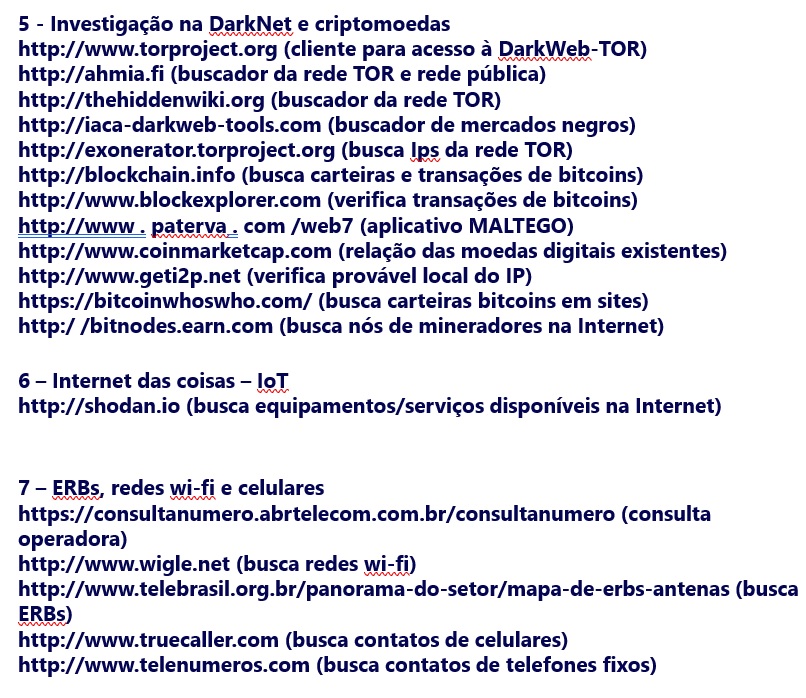 5 - Investigação na DarkNet e criptomoedas
http://www.torproject.org (cliente para acesso à DarkWeb-TOR)
http://ahmia.fi (buscador da rede TOR e rede pública)
http://thehiddenwiki.org (buscador da rede TOR)
http://iaca-darkweb-tools.com (buscador de mercados negros)
http://exonerator.torproject.org (busca Ips da rede TOR)
http://blockchain.info (busca carteiras e transações de bitcoins)
http://www.blockexplorer.com (verifica transações de bitcoins)
http://www . paterva . com /web7 (aplicativo MALTEGO)
http://www.coinmarketcap.com (relação das moedas digitais existentes)
http://www.geti2p.net (verifica provável local do IP)
https://bitcoinwhoswho.com/ (busca carteiras bitcoins em sites)
http:/ /bitnodes.earn.com (busca nós de mineradores na Internet)
6 – Internet das coisas – IoT
http://shodan.io (busca equipamentos/serviços disponíveis na Internet)
7 – ERBs, redes wi-fi e celulares
https://consultanumero.abrtelecom.com.br/consultanumero (consulta
operadora)
http://www.wigle.net (busca redes wi-fi)
http://www.telebrasil.org.br/panorama-do-setor/mapa-de-erbs-antenas (busca
ERBs)
http://www.truecaller.com (busca contatos de celulares)
http://www.telenumeros.com (busca contatos de telefones fixos)